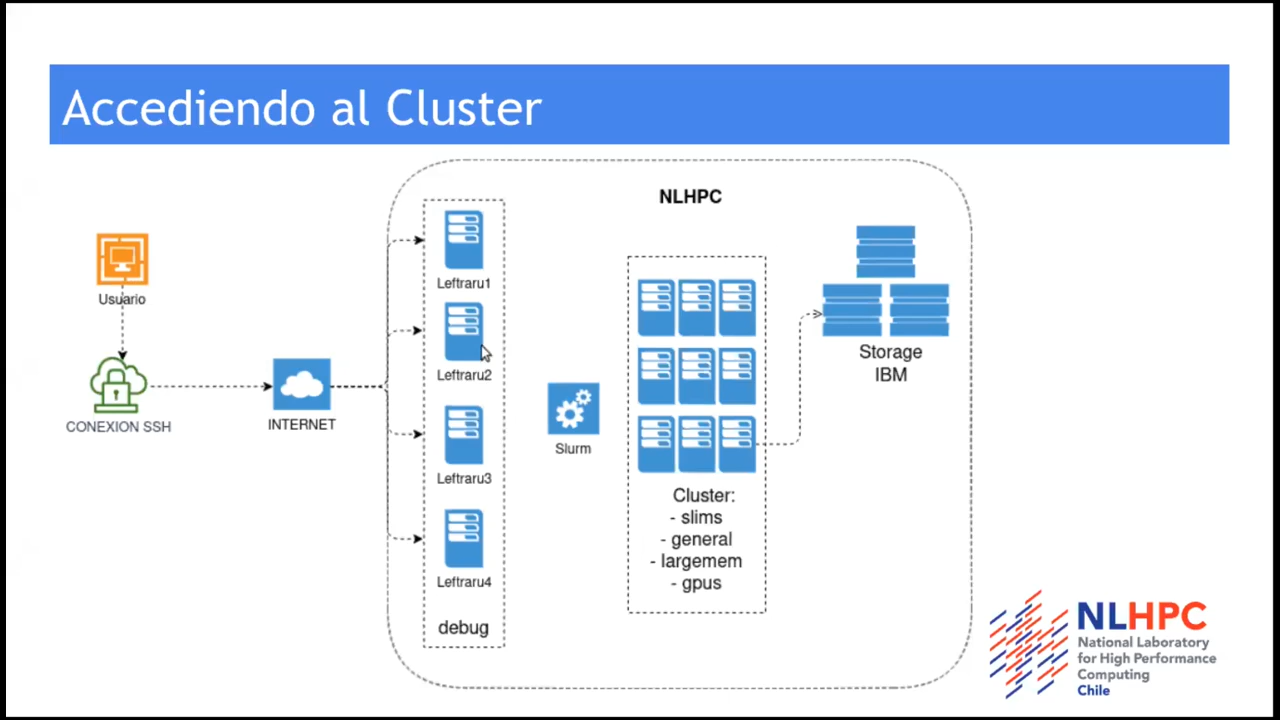 Accediendo al Cluster
NLHPC
Usuario
CONEXION SSH
INTERNET
Leftraru1
Leftraru2
Leftraru3
Leftraru4
debug
Slurm
Cluster:
- slims
- general
- largemem
- gpus
Storage
IBM
NLHPC
National Laboratory
for High Performance
Computing
Chile